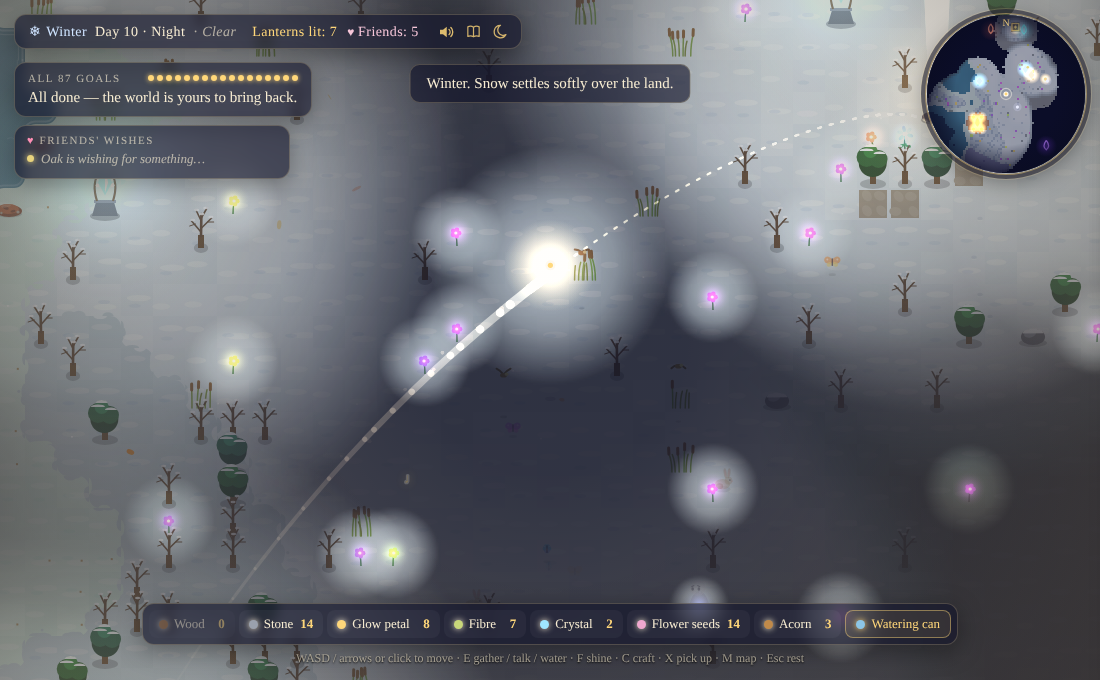 ❄ Winter Day 10 · Night · Clear Lanterns lit: 7 ♥ Friends: 5
ALL 87 GOALS
All done — the world is yours to bring back.
♥ FRIENDS' WISHES
Oak is wishing for something…
Winter. Snow settles softly over the land.
N
Wood 0 Stone 14 Glow petal 8 Fibre 7 Crystal 2 Flower seeds 14 Acorn 3 Watering can
WASD / arrows or click to move · E gather / talk / water · F shine · C craft · X pick up · M map · Esc rest